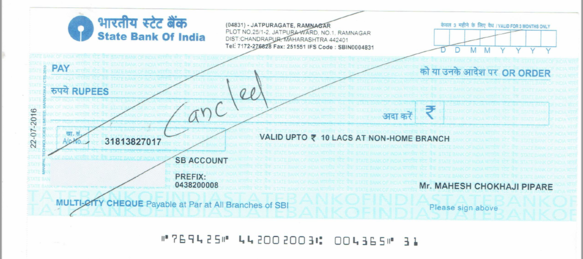 भारतीय स्टेट बैंक
State Bank Of India
(04831) - JATPURAGATE, RAMNAGAR
PLOT NO.25/1-2, JATPURA WARD, NO.1, RAMNAGAR
DIST:CHANDRAPUR, MAHARASHTRA 442401
Tel: 7172-276828 Fax: 251551 IFS Code : SBIN0004831
VALID FOR 3 MONTHS ONLY
D D M M Y Y Y Y
PAY
को या उनके आदेश पर OR ORDER
रुपये RUPEES
Cancleel
अदा करें ₹
22-07-2016
खा. सं.
A/c No. 31813827017
VALID UPTO ₹ 10 LACS AT NON-HOME BRANCH
SB ACCOUNT
PREFIX:
0438200008
Mr. MAHESH CHOKHAJI PIPARE
MULTI-CITY CHEQUE Payable at Par at All Branches of SBI
Please sign above
⑈769425⑈ 442002003⑆ 004365⑈ 31